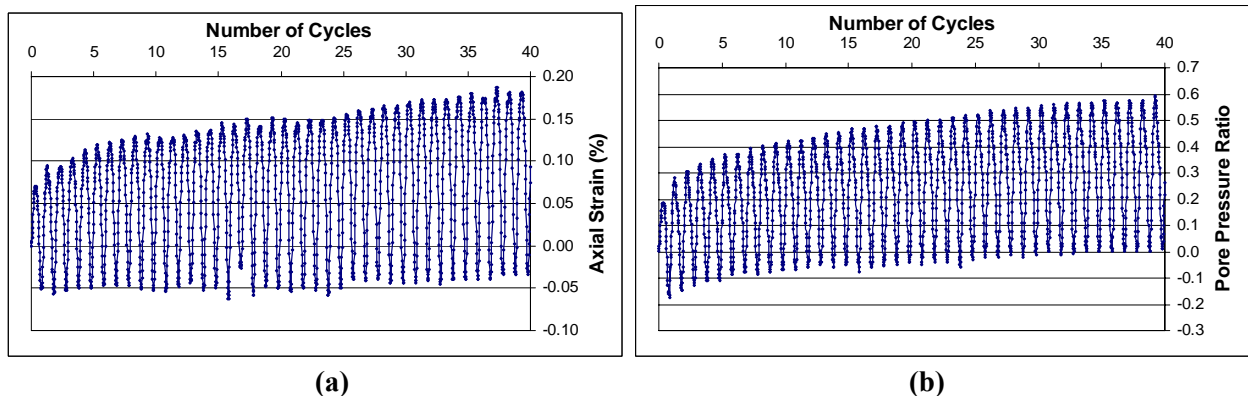 Number of Cycles
0 5 10 15 20 25 30 35 40
0.20
0.15
0.10
0.05
0.00
-0.05
-0.10
Axial Strain (%)
(a)
Number of Cycles
0 5 10 15 20 25 30 35 40
0.7
0.6
0.5
0.4
0.3
0.2
0.1
0.0
-0.1
-0.2
-0.3
Pore Pressure Ratio
(b)